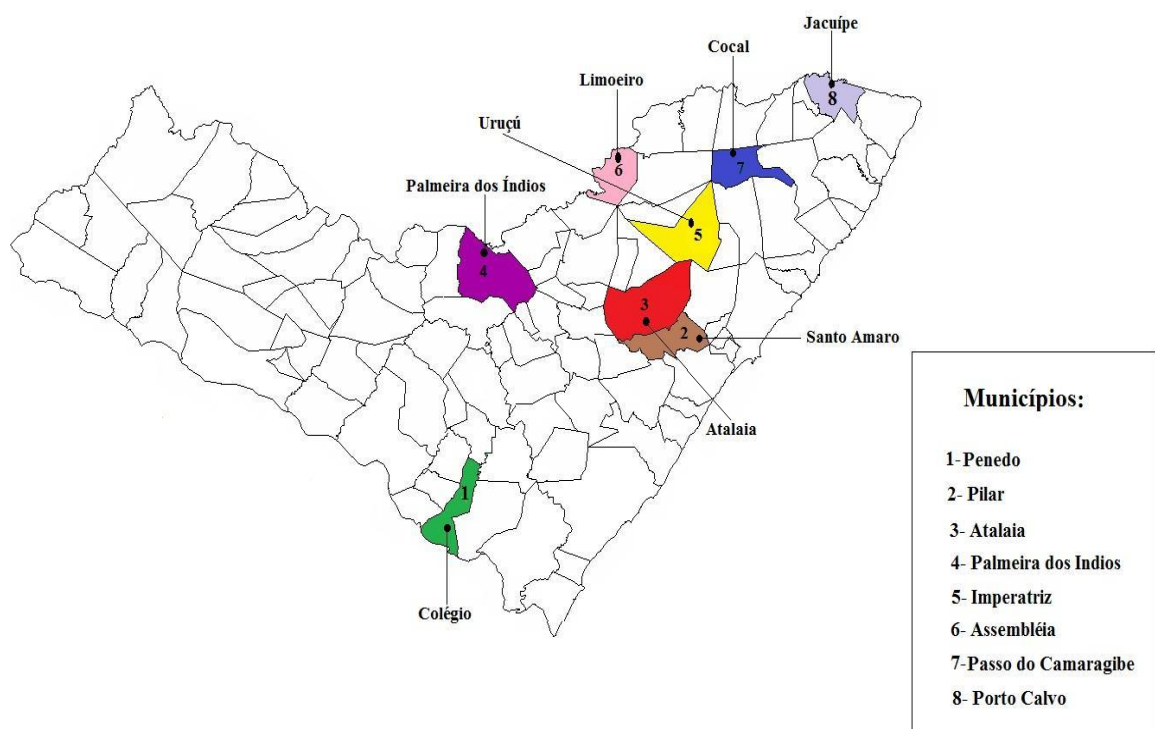 Jacuípe
Cocal
Limoeiro
Uruçú
Palmeira dos Índios
8
7
6
5
4
3
2
Santo Amaro
Atalaia
1
Colégio
Municípios:
1- Penedo
2- Pilar
3- Atalaia
4- Palmeira dos Indios
5- Imperatriz
6- Assembléia
7- Passo do Camaragibe
8- Porto Calvo